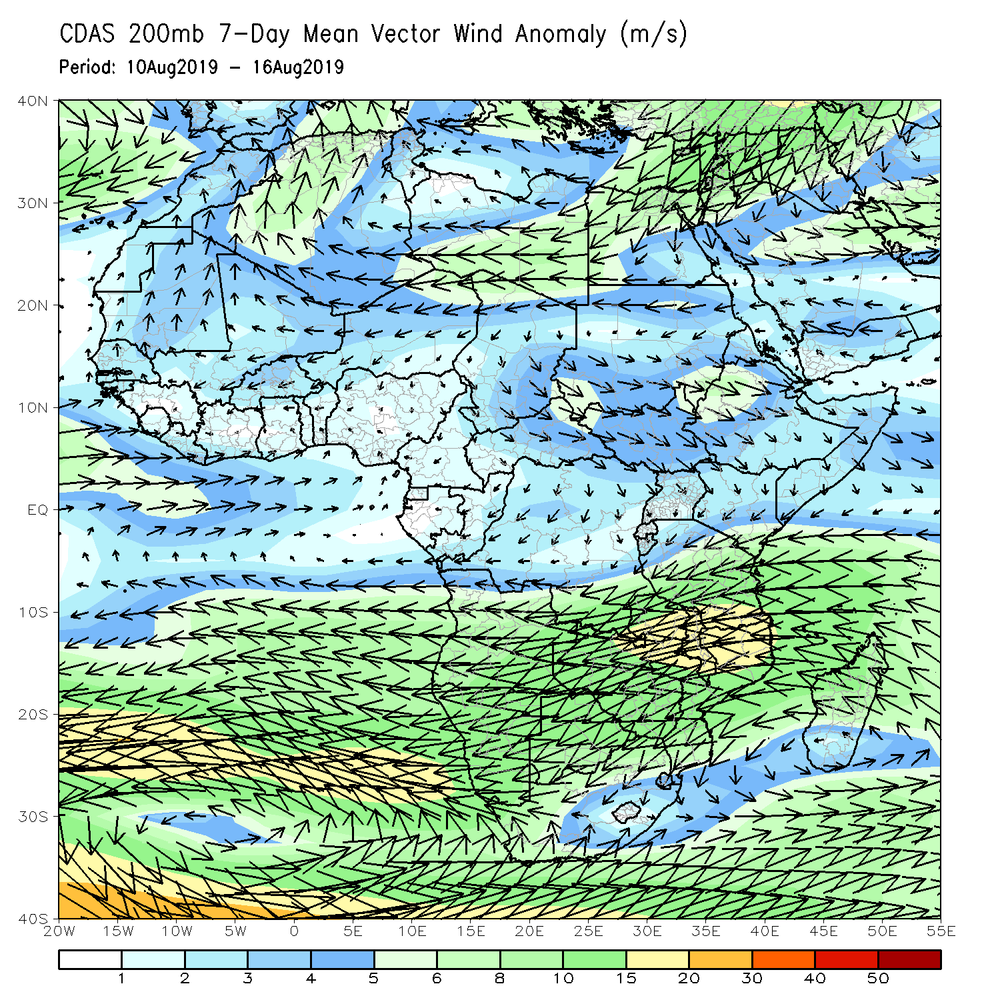 CDAS 200mb 7-Day Mean Vector Wind Anomaly (m/s)
Period: 10Aug2019 - 16Aug2019
40N
30N
20N
10N
EQ
10S
20S
30S
40S
20W 15W 10W 5W 0 5E 10E 15E 20E 25E 30E 35E 40E 45E 50E 55E
1 2 3 4 5 6 8 10 15 20 30 40 50